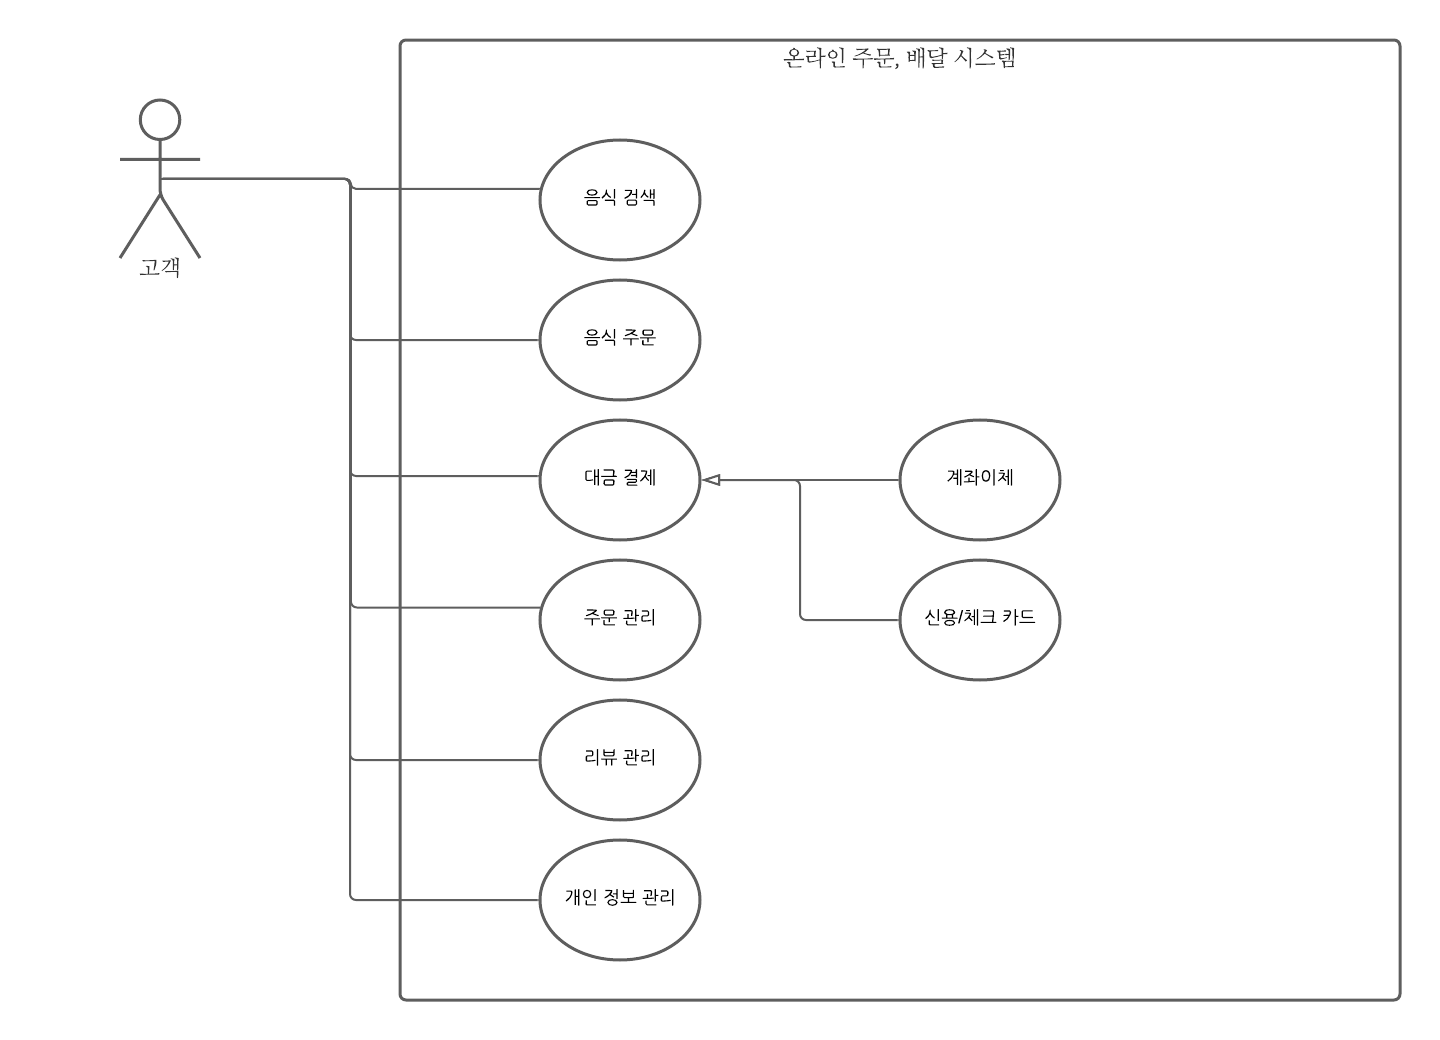 온라인 주문, 배달 시스템
고객
음식 검색
음식 주문
대금 결제
계좌이체
주문 관리
신용/체크 카드
리뷰 관리
개인 정보 관리